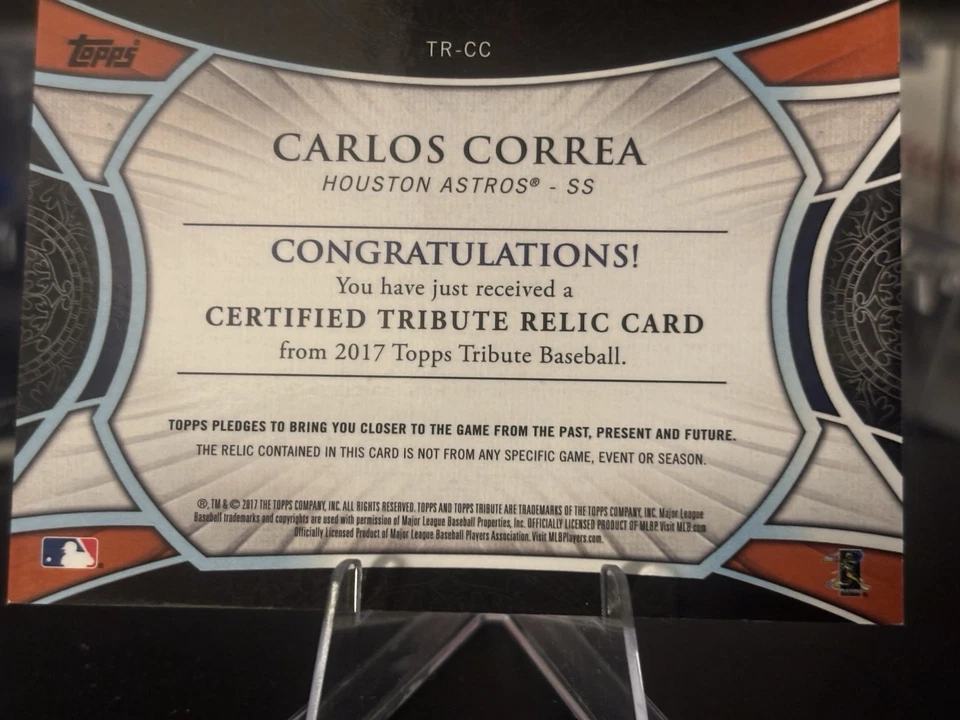 Topps®
TR-CC
CARLOS CORREA
HOUSTON ASTROS® - SS
CONGRATULATIONS!
You have just received a
CERTIFIED TRIBUTE RELIC CARD
from 2017 Topps Tribute Baseball.
TOPPS PLEDGES TO BRING YOU CLOSER TO THE GAME FROM THE PAST, PRESENT AND FUTURE.
THE RELIC CONTAINED IN THIS CARD IS NOT FROM ANY SPECIFIC GAME, EVENT OR SEASON.
®, TM & © 2017 THE TOPPS COMPANY, INC. ALL RIGHTS RESERVED. TOPPS AND TOPPS TRIBUTE ARE TRADEMARKS OF THE TOPPS COMPANY, INC. Major League
Baseball trademarks and copyrights are used with permission of Major League Baseball Properties, Inc. OFFICIALLY LICENSED PRODUCT OF MLBP Visit MLB.com
Officially Licensed Product of Major League Baseball Players Association. Visit MLBPlayers.com.